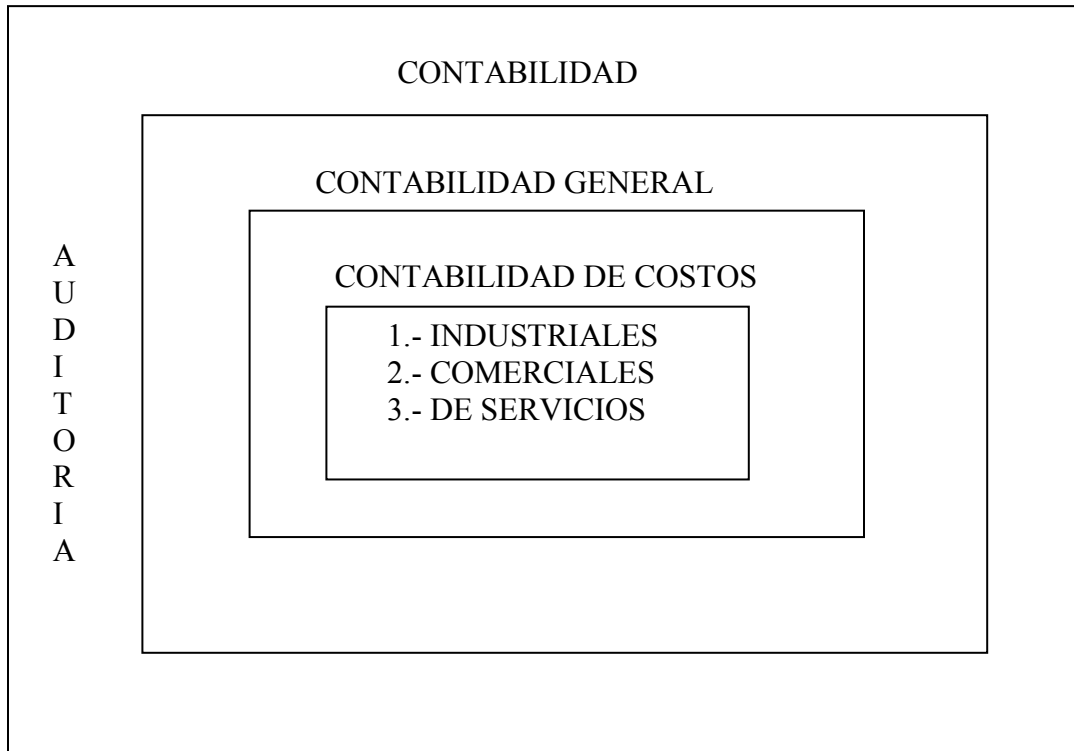 CONTABILIDAD
CONTABILIDAD GENERAL
CONTABILIDAD DE COSTOS
1.- INDUSTRIALES
2.- COMERCIALES
3.- DE SERVICIOS
A
U
D
I
T
O
R
I
A